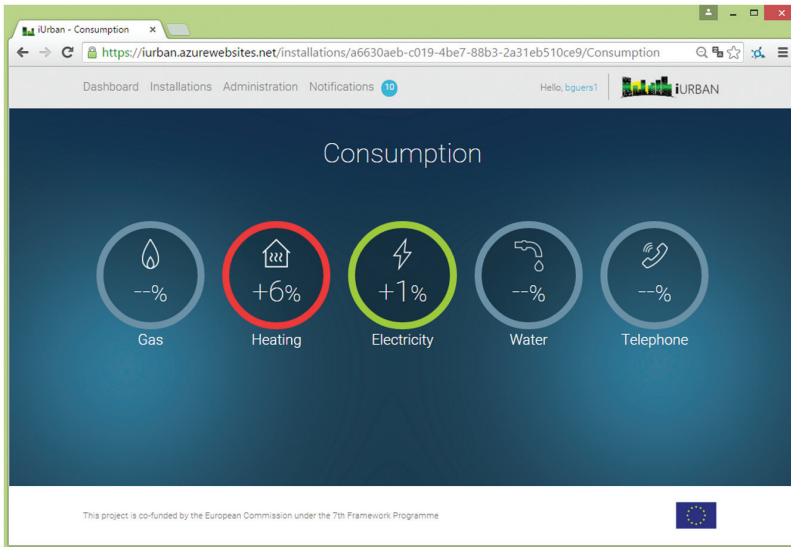 iUrban - Consumption
https://iurban.azurewebsites.net/installations/a6630aeb-c019-4be7-88b3-2a31eb510ce9/Consumption
Dashboard Installations Administration Notifications 10 Hello, bguers1 iURBAN
Consumption
--% +6% +1% --% --%
Gas Heating Electricity Water Telephone
This project is co-funded by the European Commission under the 7th Framework Programme